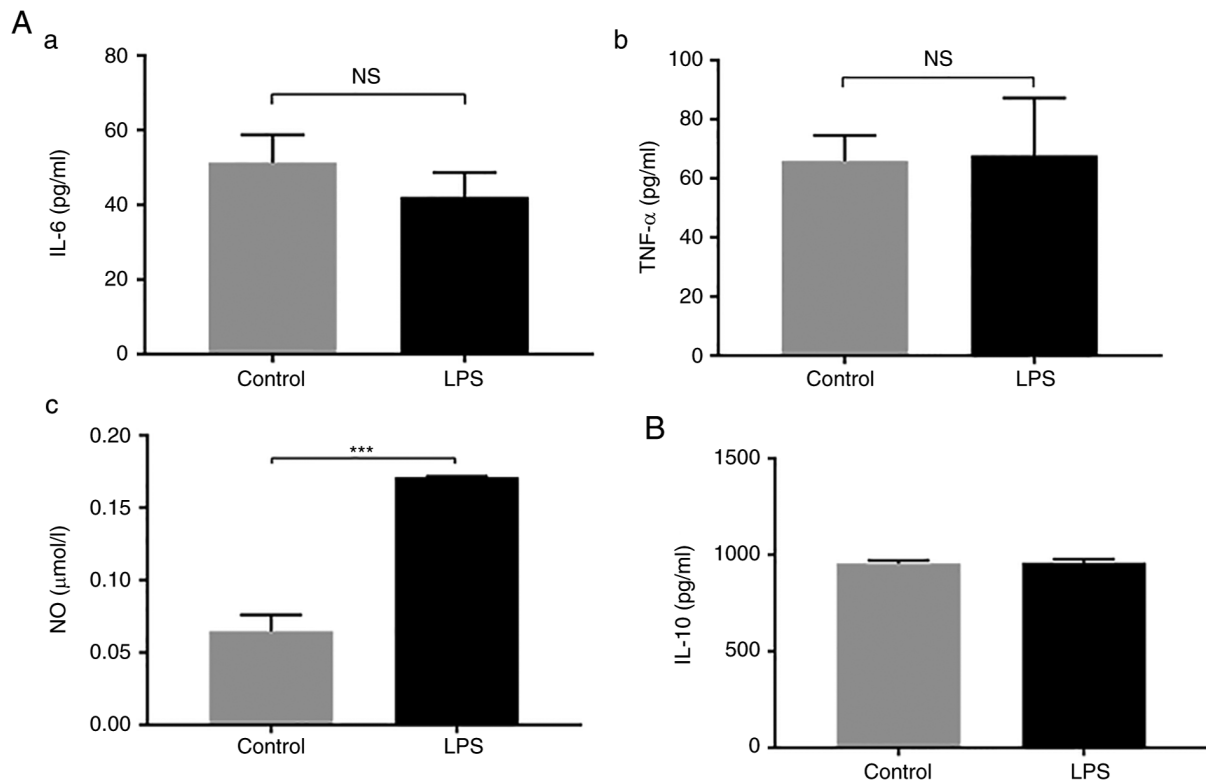 A
a
80
60
40
20
0
IL-6 (pg/ml)
NS
Control
LPS
b
100
80
60
40
60
0
TNF-α (pg/ml)
NS
Control
LPS
c
0.20
0.15
0.10
0.05
0.00
NO (μmol/l)
***
Control
LPS
B
1500
1000
500
0
IL-10 (pg/ml)
Control
LPS